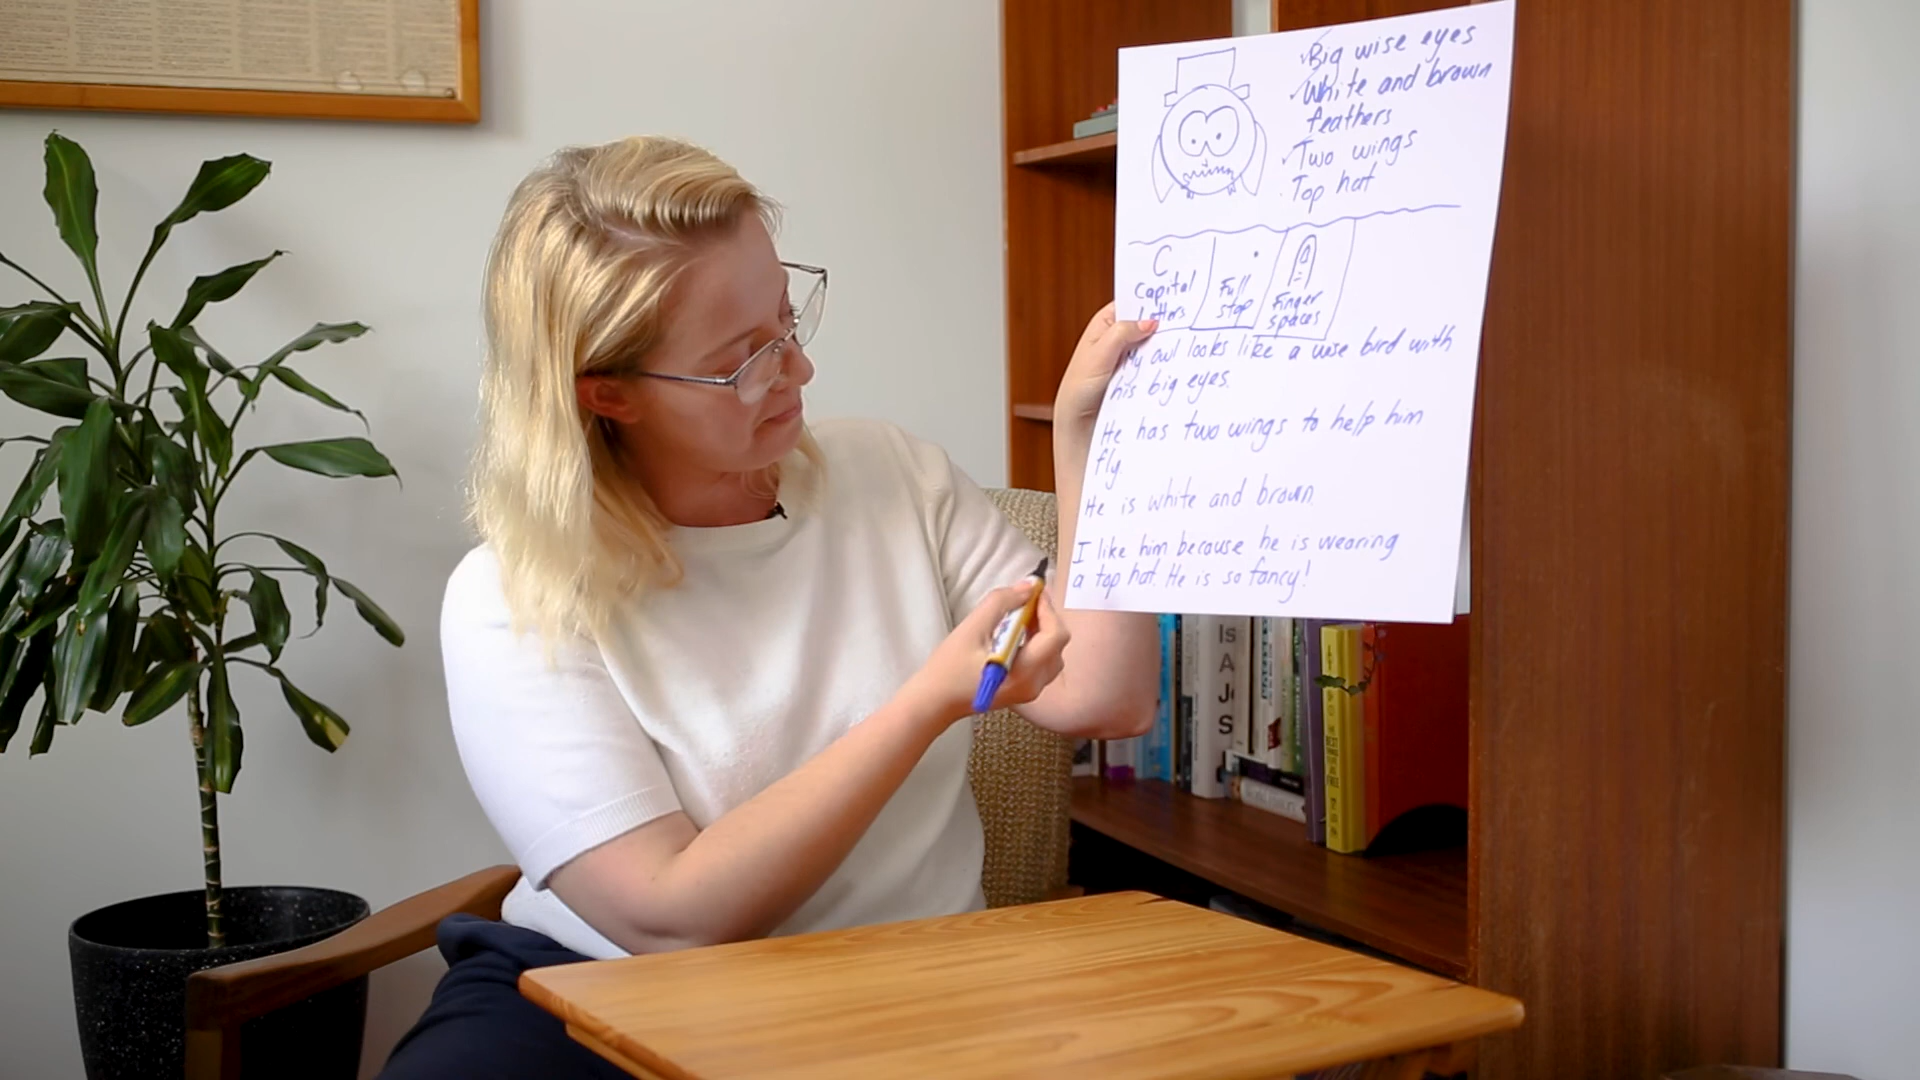 Big wise eyes
White and brown
feathers
Two wings
Top hat
C
Capital
letters
Full
stop
Finger
spaces
My owl looks like a wise bird with
his big eyes.
He has two wings to help him
fly.
He is white and brown.
I like him because he is wearing
a top hat. He is so fancy!
Is
A
S